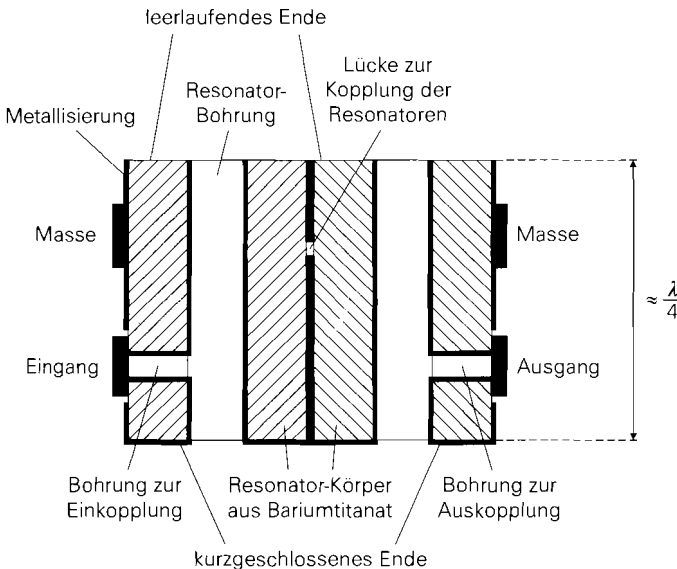 leerlaufendes Ende
Lücke zur
Kopplung der
Resonatoren
Resonator-
Bohrung
Metallisierung
Masse
Masse
≈ λ/4
Eingang
Ausgang
Bohrung zur
Einkopplung
Resonator-Körper
aus Bariumtitanat
Bohrung zur
Auskopplung
kurzgeschlossenes Ende